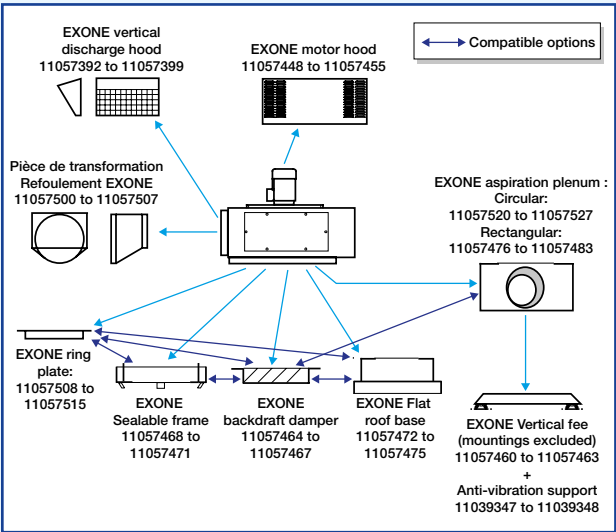 EXONE vertical
discharge hood
11057392 to 11057399
EXONE motor hood
11057448 to 11057455
Compatible options
Pièce de transformation
Refoulement EXONE
11057500 to 11057507
EXONE aspiration plenum :
Circular:
11057520 to 11057527
Rectangular:
11057476 to 11057483
EXONE ring
plate:
11057508 to
11057515
EXONE
Sealable frame
11057468 to
11057471
EXONE
backdraft damper
11057464 to
11057467
EXONE Flat
roof base
11057472 to
11057475
EXONE Vertical fee
(mountings excluded)
11057460 to 11057463
+
Anti-vibration support
11039347 to 11039348